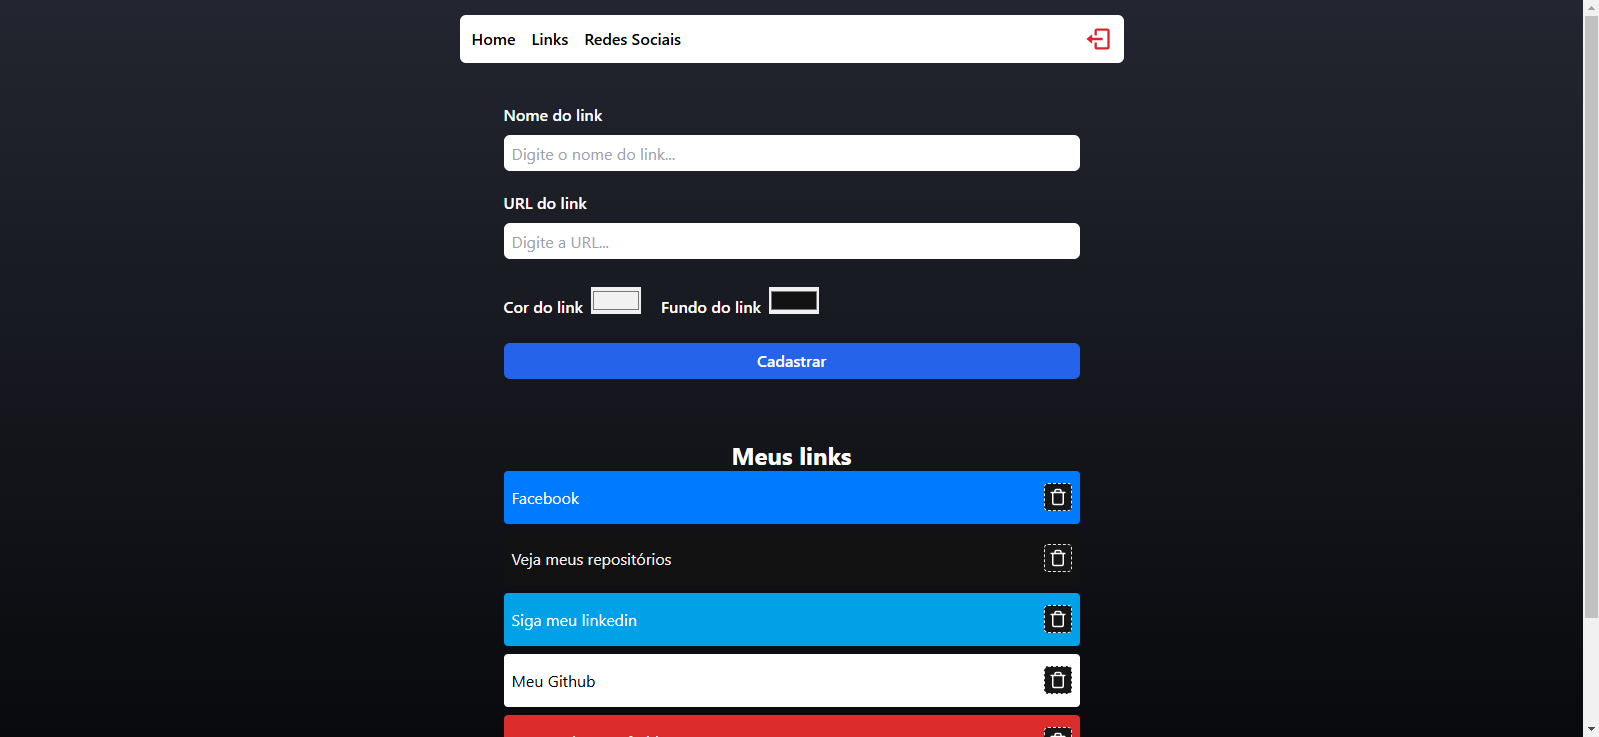 Home Links Redes Sociais
Nome do link
Digite o nome do link...
URL do link
Digite a URL...
Cor do link Fundo do link
Cadastrar
Meus links
Facebook
Veja meus repositórios
Siga meu linkedin
Meu Github